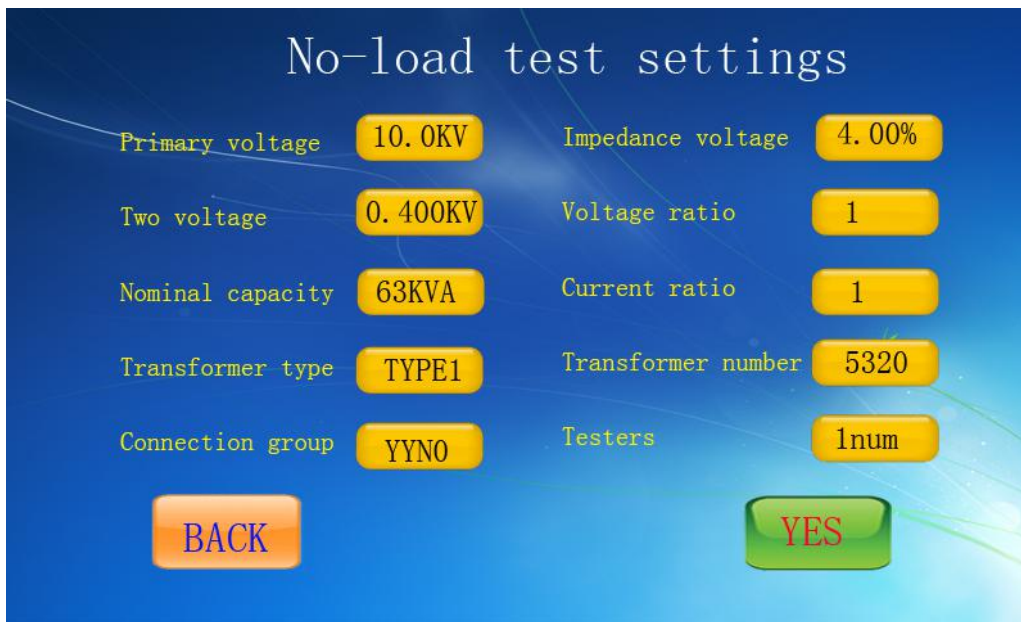 No-load test settings
Primary voltage 10.0KV Impedance voltage 4.00%
Two voltage 0.400KV Voltage ratio 1
Nominal capacity 63KVA Current ratio 1
Transformer type TYPE1 Transformer number 5320
Connection group YYN0 Testers 1num
BACK YES